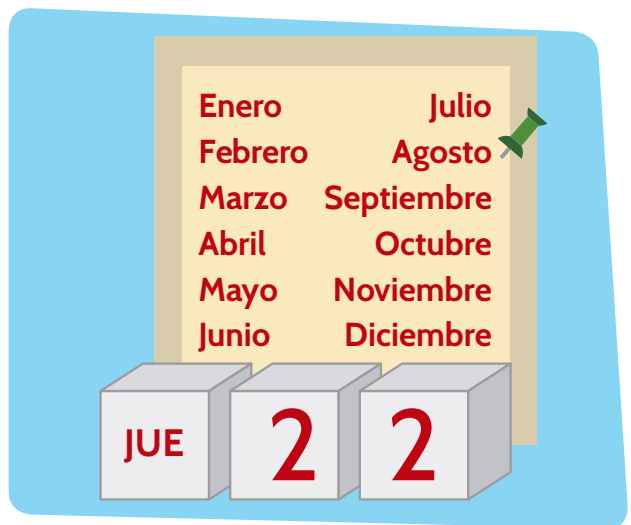 Enero Julio
Febrero Agosto
Marzo Septiembre
Abril Octubre
Mayo Noviembre
Junio Diciembre
JUE 2 2